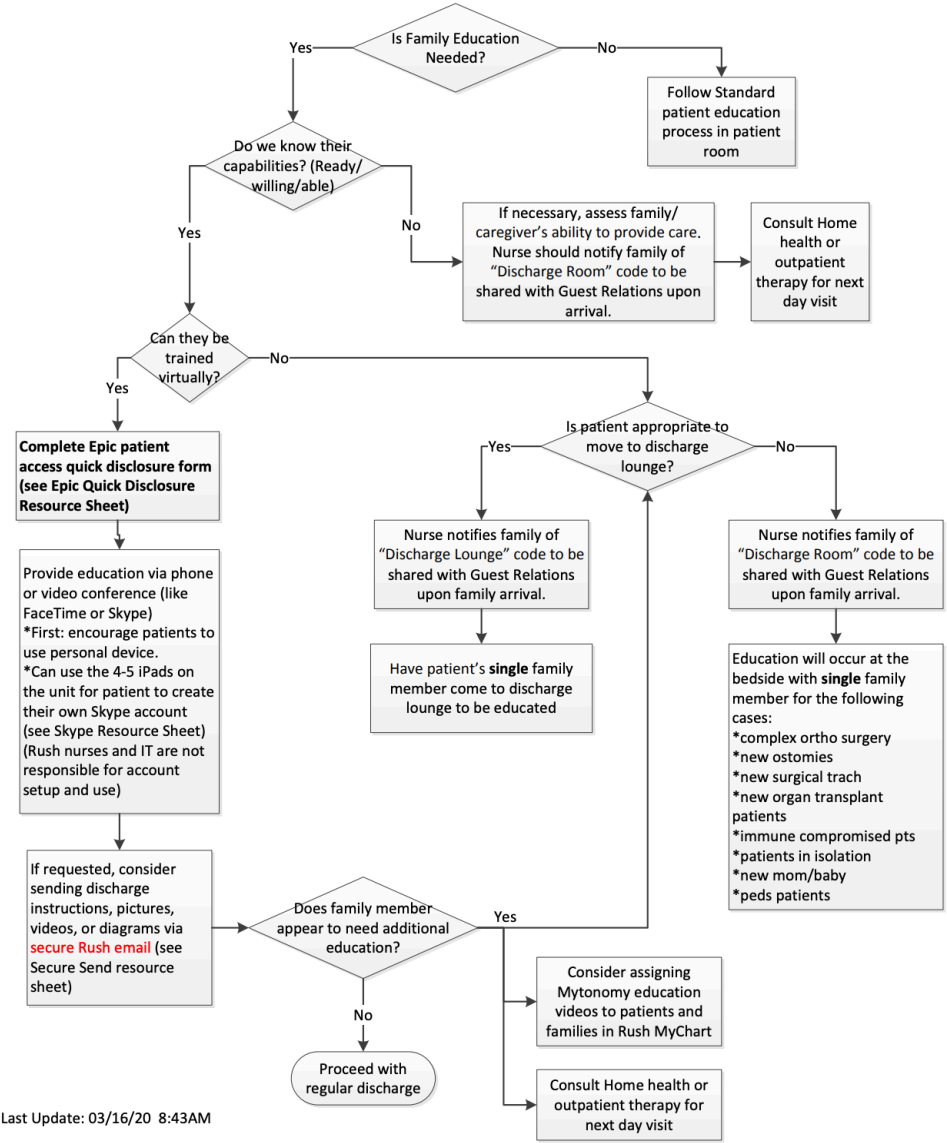 Is Family Education
Needed?
Yes
No
Follow Standard
patient education
process in patient
room
Do we know their
capabilities? (Ready/
willing/able)
Yes
No
If necessary, assess family/
caregiver’s ability to provide care.
Nurse should notify family of
“Discharge Room” code to be
shared with Guest Relations upon
arrival.
Consult Home
health or
outpatient
therapy for next
day visit
Can they be
trained
virtually?
Yes
No
Complete Epic patient
access quick disclosure form
(see Epic Quick Disclosure
Resource Sheet)
Is patient appropriate to
move to discharge
lounge?
Yes
No
Nurse notifies family of
“Discharge Lounge” code to be
shared with Guest Relations
upon family arrival.
Nurse notifies family of
“Discharge Room” code to be
shared with Guest Relations
upon family arrival.
Provide education via phone
or video conference (like
FaceTime or Skype)
*First: encourage patients to
use personal device.
*Can use the 4-5 iPads on
the unit for patient to create
their own Skype account
(see Skype Resource Sheet)
(Rush nurses and IT are not
responsible for account
setup and use)
Have patient’s single family
member come to discharge
lounge to be educated
Education will occur at the
bedside with single family
member for the following
cases:
*complex ortho surgery
*new ostomies
*new surgical trach
*new organ transplant
patients
*immune compromised pts
*patients in isolation
*new mom/baby
*peds patients
If requested, consider
sending discharge
instructions, pictures,
videos, or diagrams via
secure Rush email (see
Secure Send resource
sheet)
Does family member
appear to need additional
education?
Yes
No
Consider assigning
Mytonomy education
videos to patients and
families in Rush MyChart
Proceed with
regular discharge
Consult Home health or
outpatient therapy for
next day visit
Last Update: 03/16/20 8:43AM